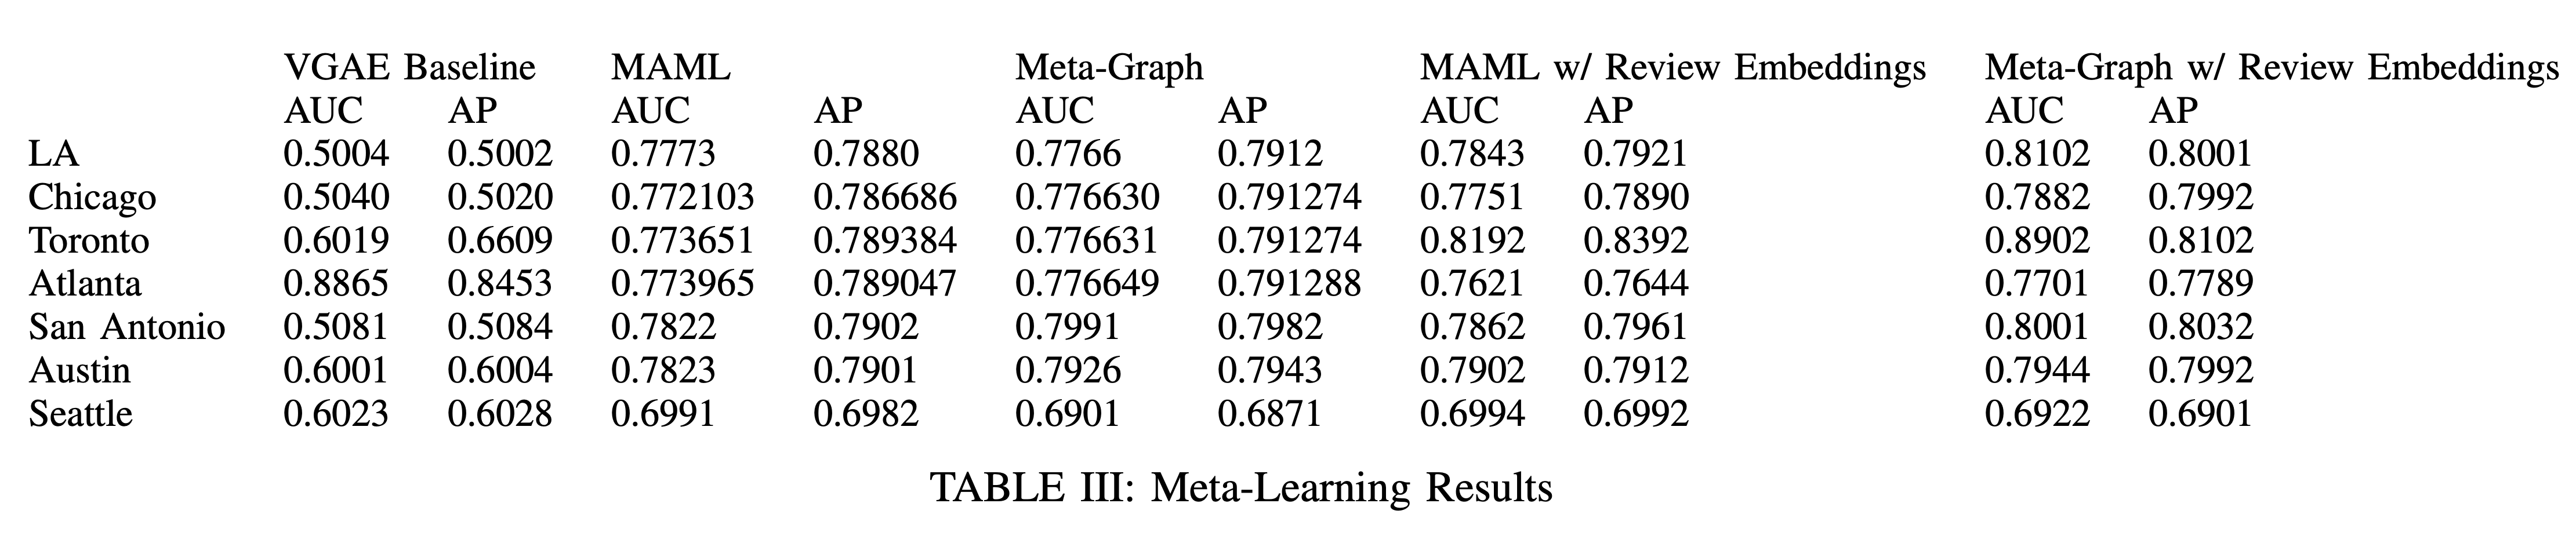 VGAE Baseline MAML Meta-Graph MAML w/ Review Embeddings Meta-Graph w/ Review Embeddings
AUC AP AUC AP AUC AP AUC AP AUC AP
LA 0.5004 0.5002 0.7773 0.7880 0.7766 0.7912 0.7843 0.7921 0.8102 0.8001
Chicago 0.5040 0.5020 0.772103 0.786686 0.776630 0.791274 0.7751 0.7890 0.7882 0.7992
Toronto 0.6019 0.6609 0.773651 0.789384 0.776631 0.791274 0.8192 0.8392 0.8902 0.8102
Atlanta 0.8865 0.8453 0.773965 0.789047 0.776649 0.791288 0.7621 0.7644 0.7701 0.7789
San Antonio 0.5081 0.5084 0.7822 0.7902 0.7991 0.7982 0.7862 0.7961 0.8001 0.8032
Austin 0.6001 0.6004 0.7823 0.7901 0.7926 0.7943 0.7902 0.7912 0.7944 0.7992
Seattle 0.6023 0.6028 0.6991 0.6982 0.6901 0.6871 0.6994 0.6992 0.6922 0.6901
TABLE III: Meta-Learning Results